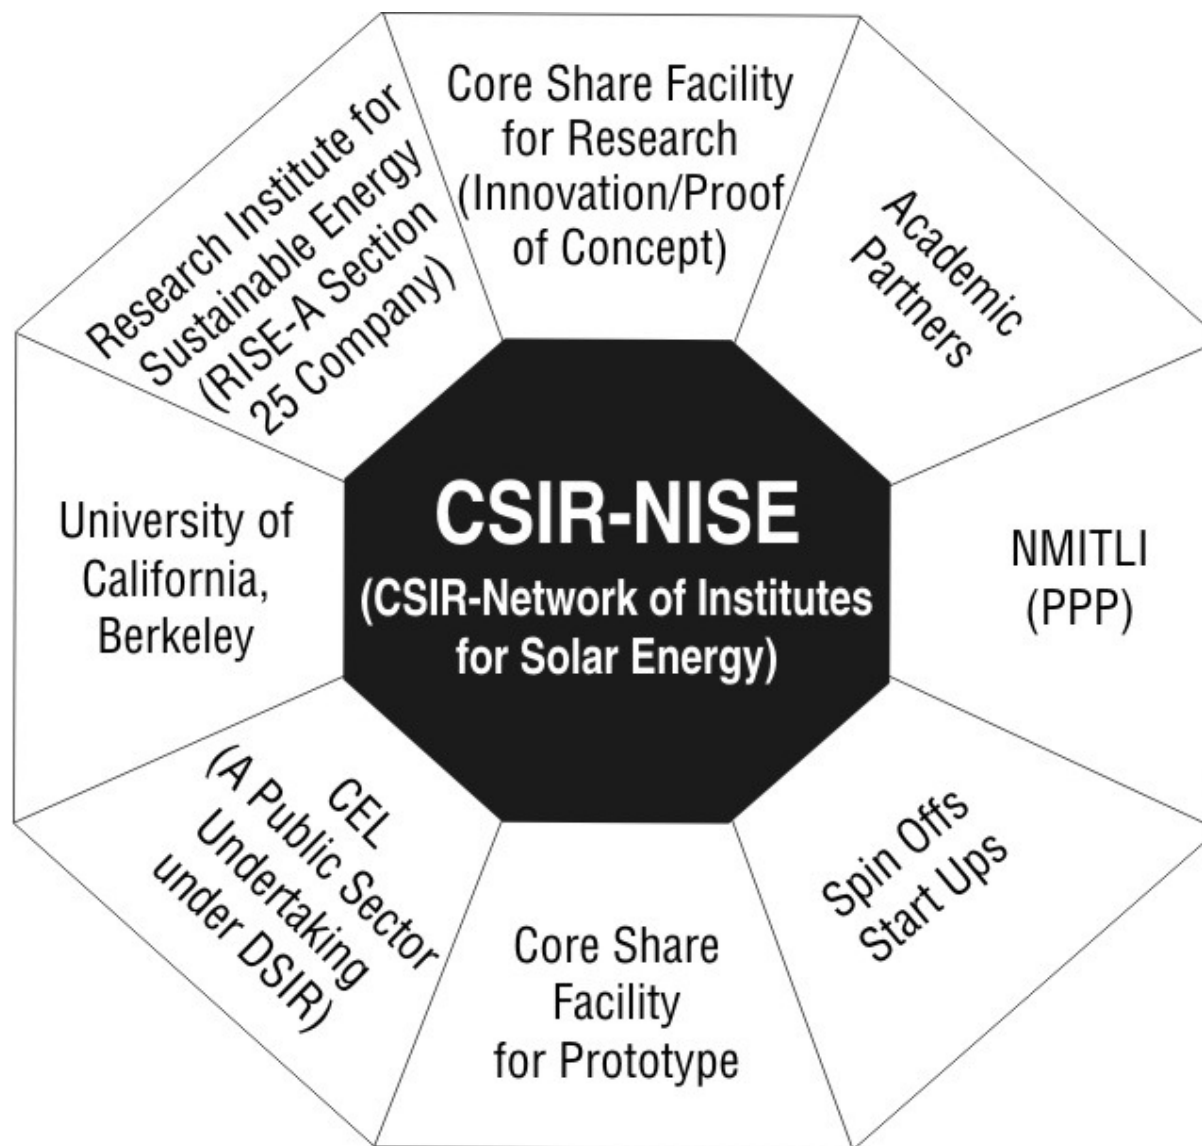 Core Share Facility
for Research
(Innovation/Proof
of Concept)
Academic
Partners
NMITLI
(PPP)
Spin Offs
Start Ups
Core Share
Facility
for Prototype
CEL
(A Public Sector
Undertaking
under DSIR)
University of
California,
Berkeley
Research Institute for
Sustainable Energy
(RISE-A Section
25 Company)
CSIR-NISE
(CSIR-Network of Institutes
for Solar Energy)